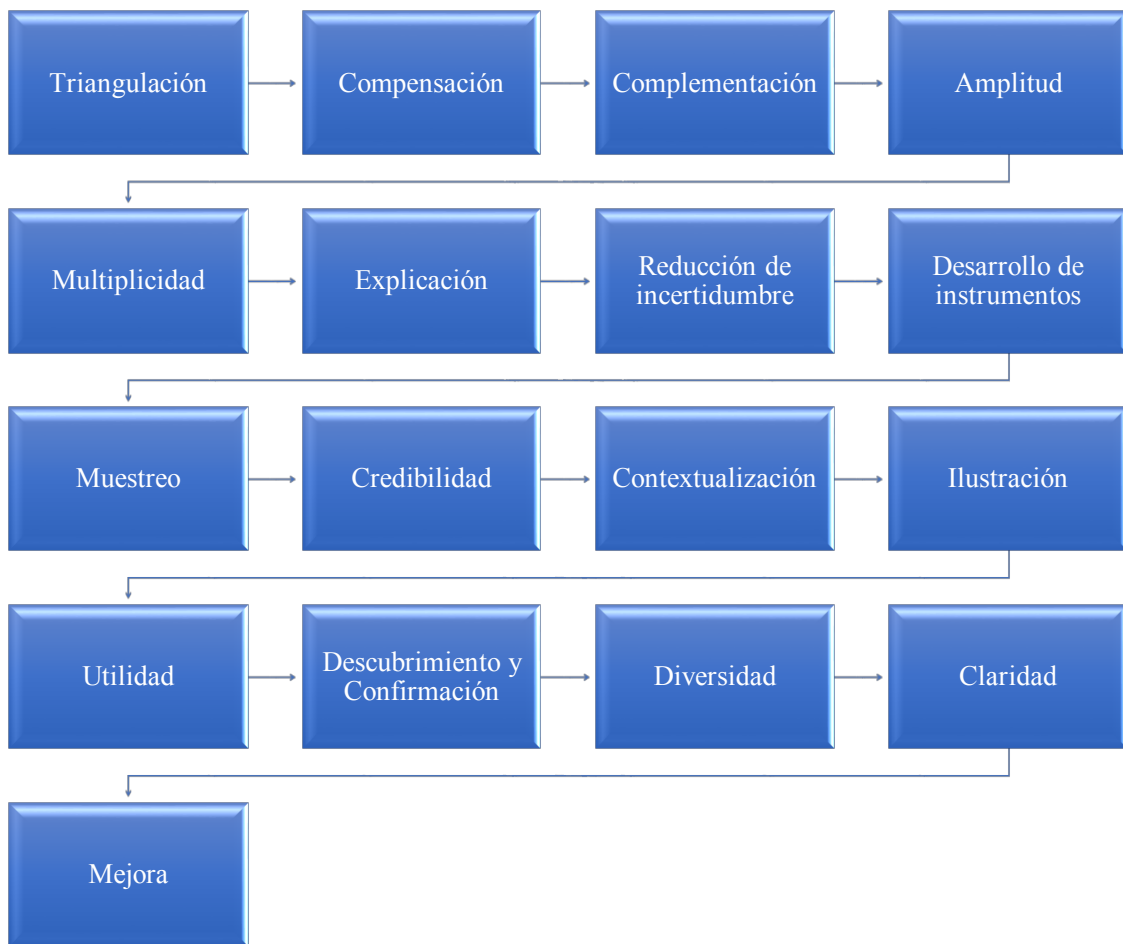 Triangulación
Compensación
Complementación
Amplitud
Multiplicidad
Explicación
Reducción de
incertidumbre
Desarrollo de
instrumentos
Muestreo
Credibilidad
Contextualización
Ilustración
Utilidad
Descubrimiento y
Confirmación
Diversidad
Claridad
Mejora